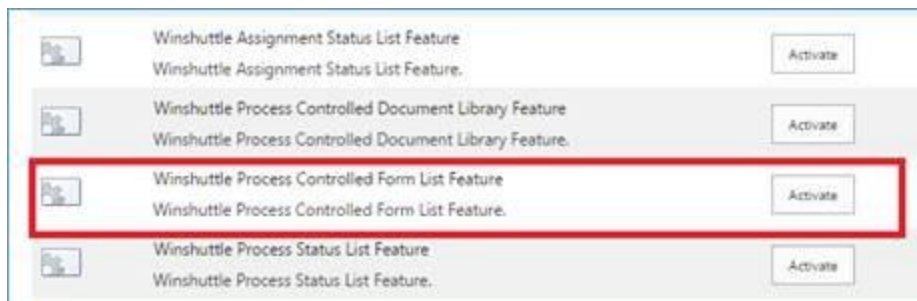 Winshuttle Assignment Status List Feature
Winshuttle Assignment Status List Feature.
Activate
Winshuttle Process Controlled Document Library Feature
Winshuttle Process Controlled Document Library Feature.
Activate
Winshuttle Process Controlled Form List Feature
Winshuttle Process Controlled Form List Feature.
Activate
Winshuttle Process Status List Feature
Winshuttle Process Status List Feature.
Activate